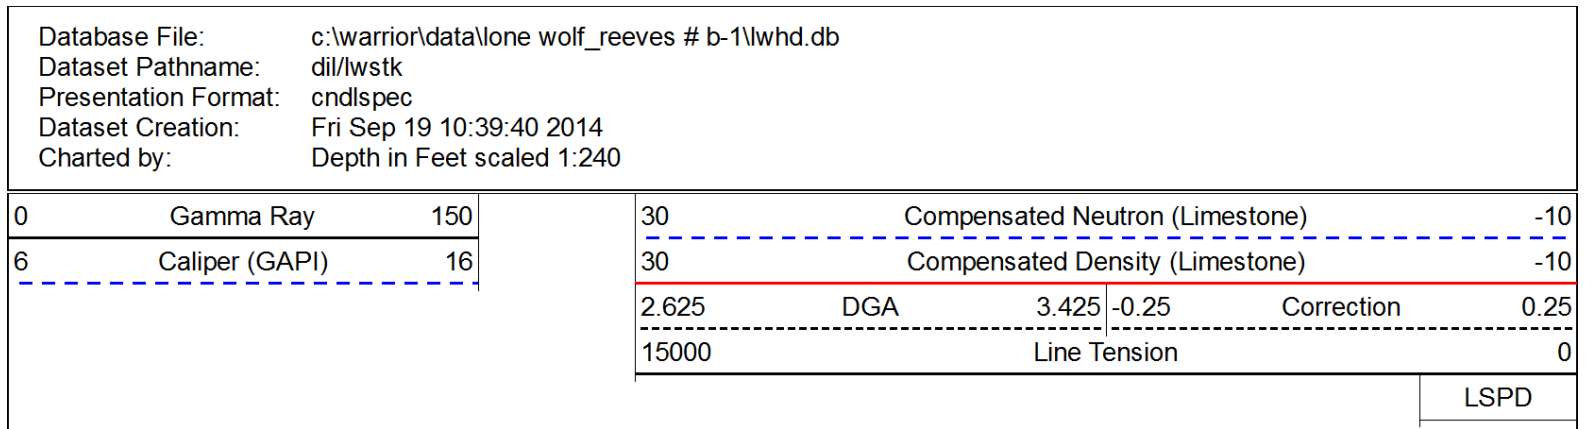 Database File: c:\warrior\data\lone wolf_reeves # b-1\lwhd.db
Dataset Pathname: dil/lwstk
Presentation Format: cndlspec
Dataset Creation: Fri Sep 19 10:39:40 2014
Charted by: Depth in Feet scaled 1:240
0 Gamma Ray 150 30 Compensated Neutron (Limestone) -10
6 Caliper (GAPI) 16 30 Compensated Density (Limestone) -10
2.625 DGA 3.425 -0.25 Correction 0.25
15000 Line Tension 0
LSPD